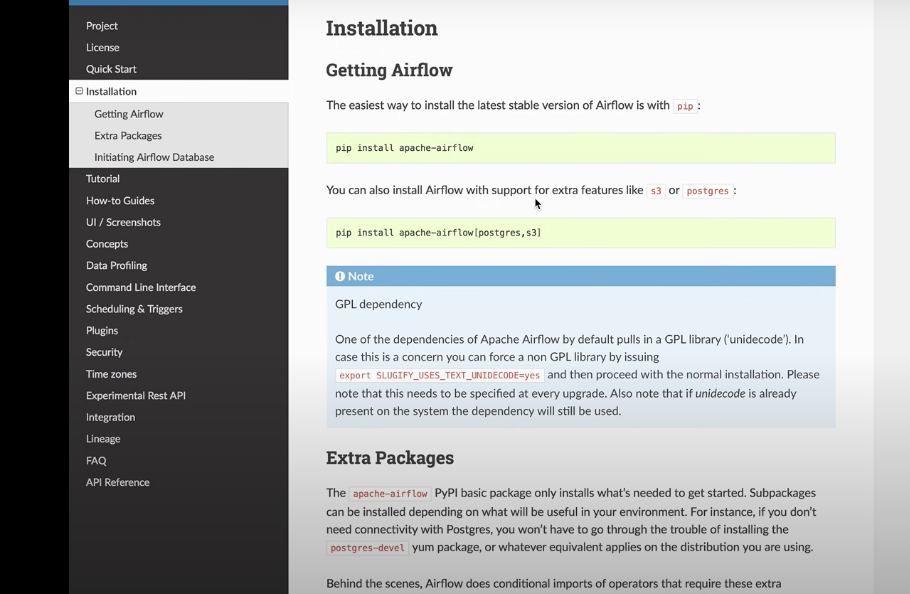 Project
License
Quick Start
Installation
Getting Airflow
Extra Packages
Initiating Airflow Database
Tutorial
How-to Guides
UI / Screenshots
Concepts
Data Profiling
Command Line Interface
Scheduling & Triggers
Plugins
Security
Time zones
Experimental Rest API
Integration
Lineage
FAQ
API Reference
Installation
Getting Airflow
The easiest way to install the latest stable version of Airflow is with pip :
pip install apache-airflow
You can also install Airflow with support for extra features like s3 or postgres :
pip install apache-airflow[postgres,s3]
Note
GPL dependency
One of the dependencies of Apache Airflow by default pulls in a GPL library (‘unidecode’). In
case this is a concern you can force a non GPL library by issuing
export SLUGIFY_USES_TEXT_UNIDECODE=yes and then proceed with the normal installation. Please
note that this needs to be specified at every upgrade. Also note that if unidecode is already
present on the system the dependency will still be used.
Extra Packages
The apache-airflow PyPI basic package only installs what’s needed to get started. Subpackages
can be installed depending on what will be useful in your environment. For instance, if you don’t
need connectivity with Postgres, you won’t have to go through the trouble of installing the
postgres-devel yum package, or whatever equivalent applies on the distribution you are using.
Behind the scenes, Airflow does conditional imports of operators that require these extra